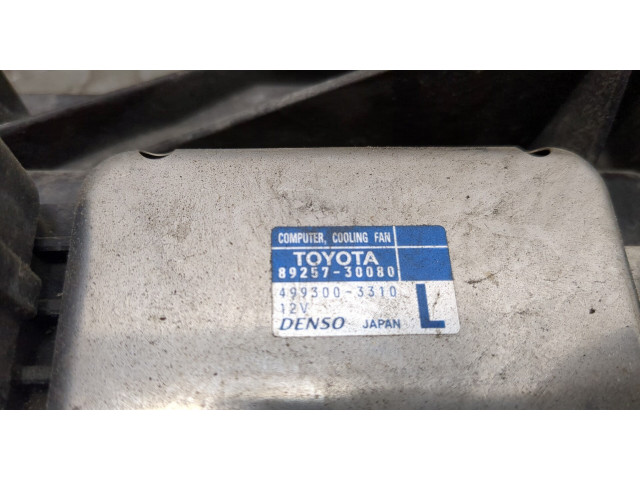 COMPUTER, COOLING FAN
TOYOTA
89257-30080
499300-3310
12V
DENSO JAPAN L